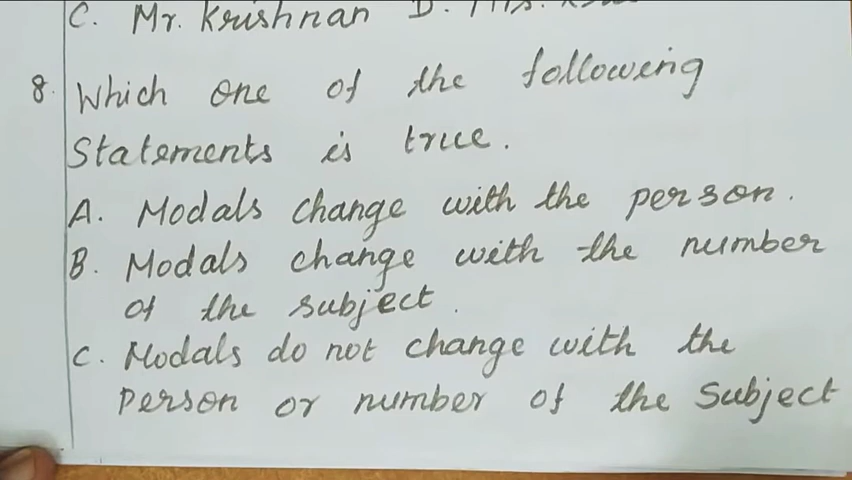 C. Mr. Krishnan D.
8. Which one of the following
Statements is true.
A. Modals change with the person.
B. Modals change with the number
of the subject.
C. Modals do not change with the
person or number of the Subject